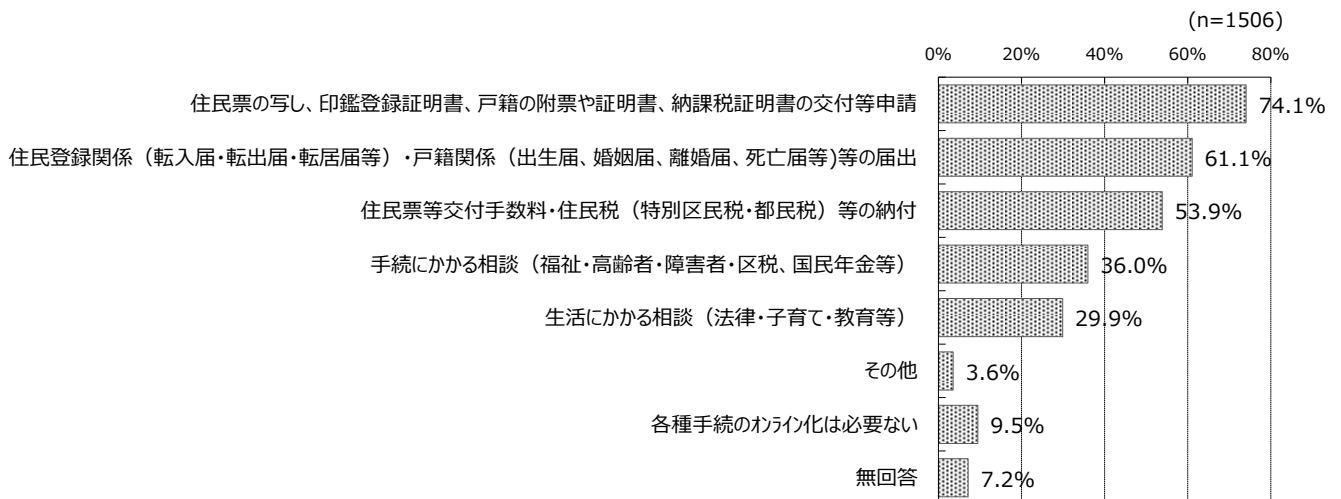 (n=1506)
0% 20% 40% 60% 80%
住民票の写し、印鑑登録証明書、戸籍の附票や証明書、納課税証明書の交付等申請 74.1%
住民登録関係（転入届・転出届・転居届等）・戸籍関係（出生届、婚姻届、離婚届、死亡届等)等の届出 61.1%
住民票等交付手数料・住民税（特別区民税・都民税）等の納付 53.9%
手続にかかる相談（福祉・高齢者・障害者・区税、国民年金等） 36.0%
生活にかかる相談（法律・子育て・教育等） 29.9%
その他 3.6%
各種手続のオンライン化は必要ない 9.5%
無回答 7.2%